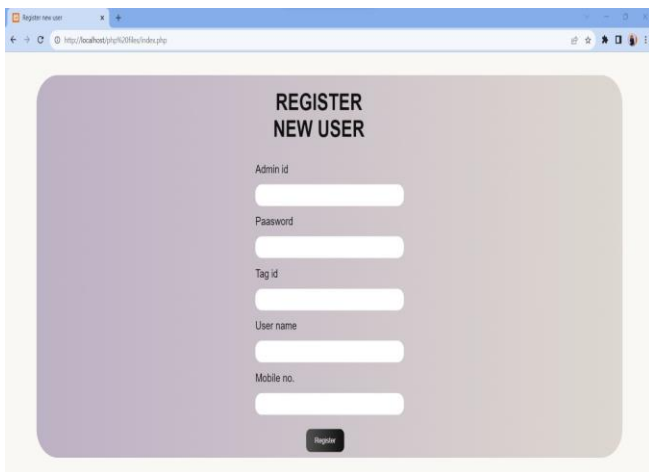 Register new user
http://localhost/php%20files/index.php
REGISTER
NEW USER
Admin id
Paasword
Tag id
User name
Mobile no.
Register